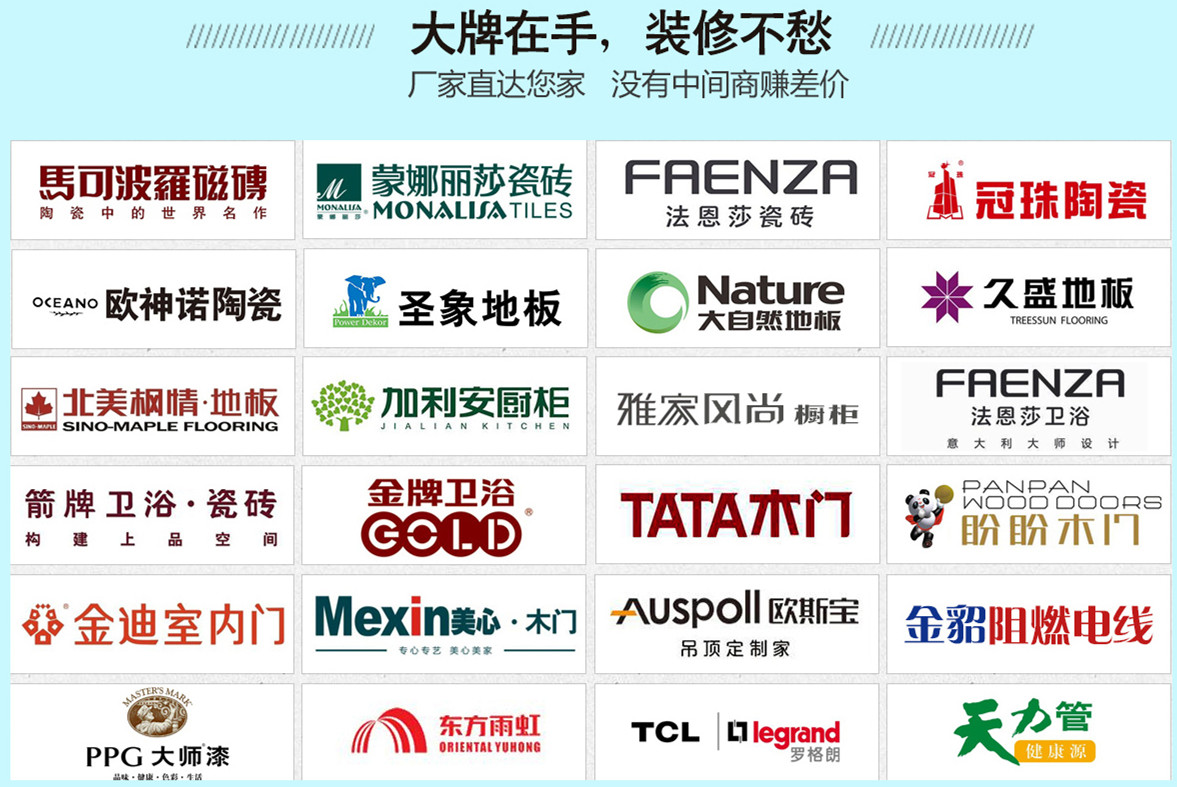 大牌在手，装修不愁
厂家直达您家 没有中间商赚差价
馬可波羅磁磚
陶瓷中的世界名作
M
MONALISA
蒙娜丽莎
蒙娜丽莎瓷砖
MONALISA TILES
FAENZA
法恩莎瓷砖
冠珠
冠珠陶瓷
OCEANO 欧神诺陶瓷
Power Dekor
圣象地板
Nature
大自然地板
久盛地板
TREESSUN FLOORING
SINO-MAPLE
北美枫情·地板
SINO-MAPLE FLOORING
加利安厨柜
JIALIAN KITCHEN
雅家风尚橱柜
FAENZA
法恩莎卫浴
意大利大师设计
箭牌卫浴·瓷砖
构建上品空间
金牌卫浴
GOLD®
TATA木门
PANPAN
WOOD DOORS
盼盼木门
金迪室内门
Mexin美心·木门
专心专艺 美心美家
AUSPOLL 欧斯宝
吊顶定制家
金貂阻燃电线
MASTER'S MARK
PPG 大师漆
品味·健康·色彩·生活
东方雨虹
ORIENTAL YUHONG
TCL legrand
罗格朗
天力管
健康源